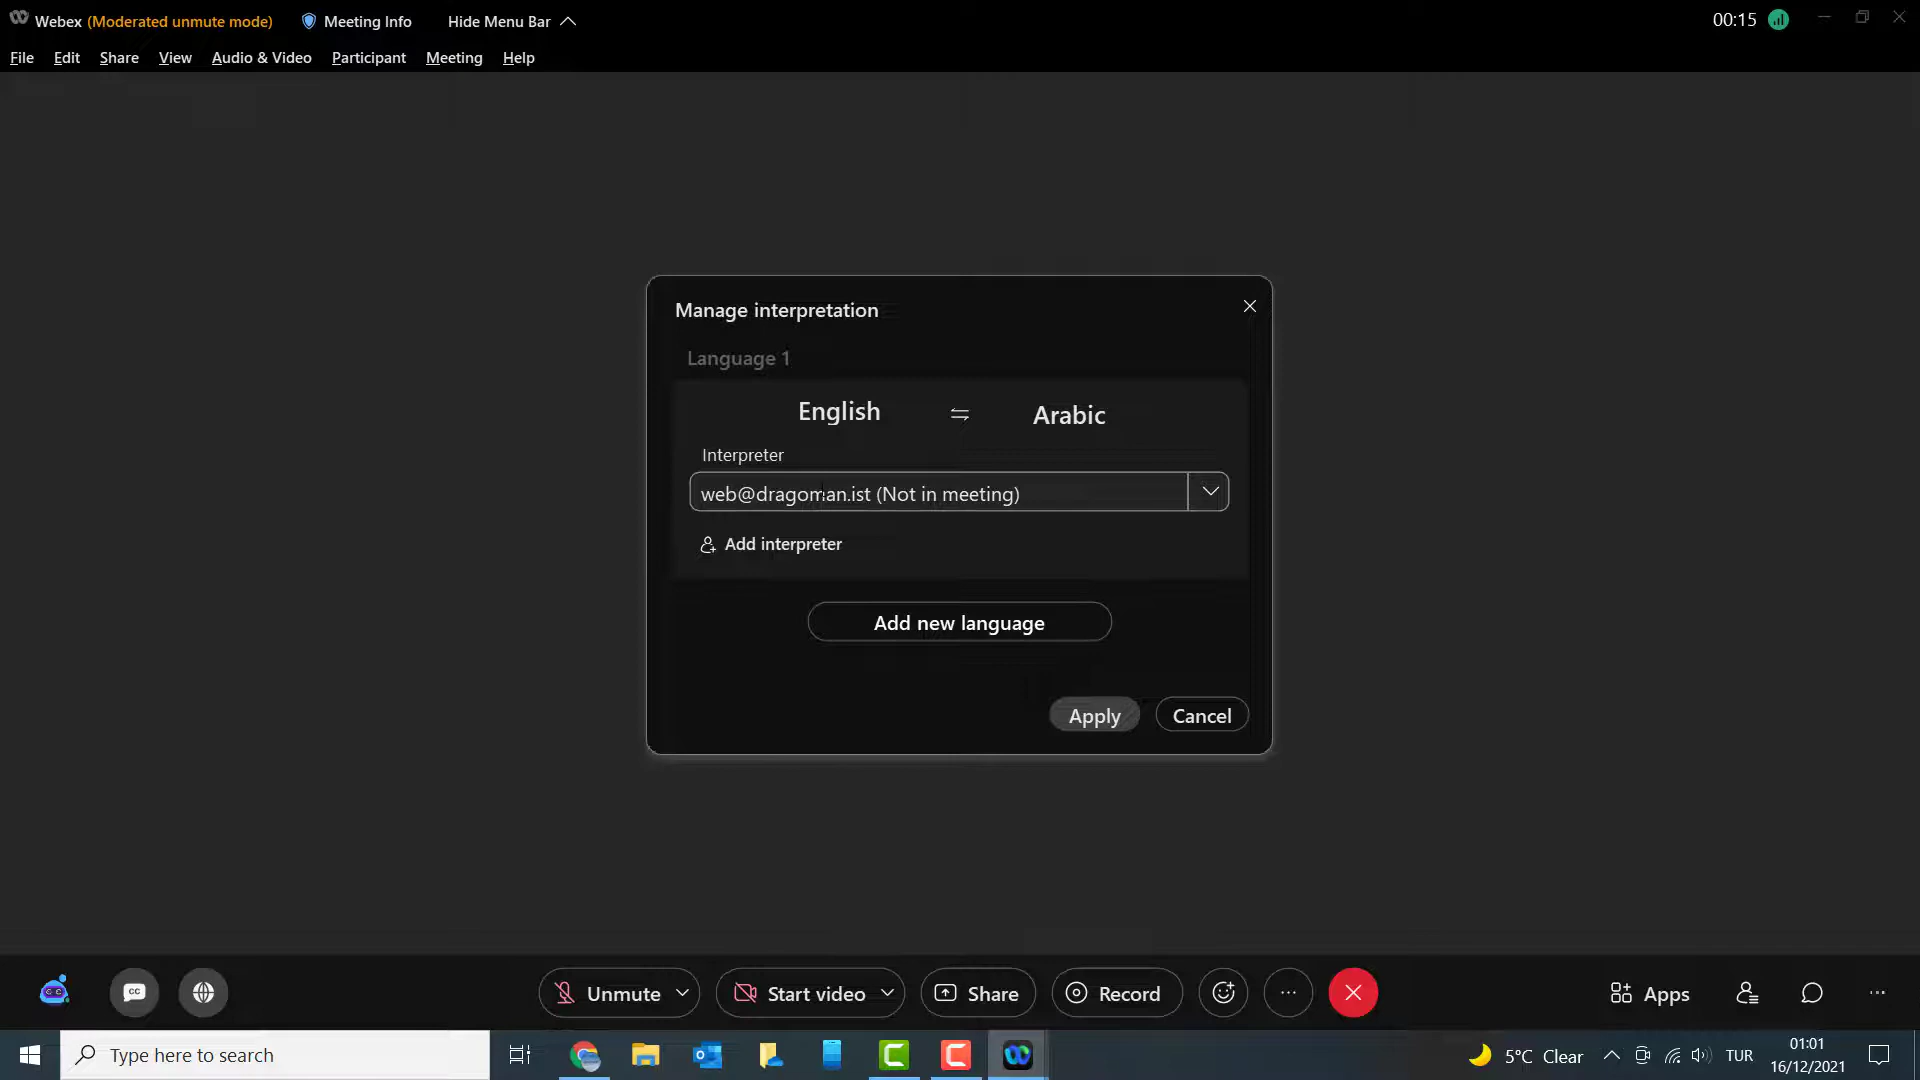 Webex (Moderated unmute mode) Meeting Info Hide Menu Bar 00:15
File Edit Share View Audio & Video Participant Meeting Help
Manage interpretation
Language 1
English Arabic
Interpreter
web@dragoman.ist (Not in meeting)
Add interpreter
Add new language
Apply Cancel
CC Unmute Start video Share Record Apps
Type here to search 5°C Clear TUR 01:01
16/12/2021